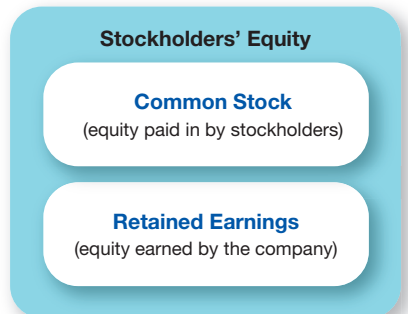 Stockholders’ Equity
Common Stock
(equity paid in by stockholders)
Retained Earnings
(equity earned by the company)